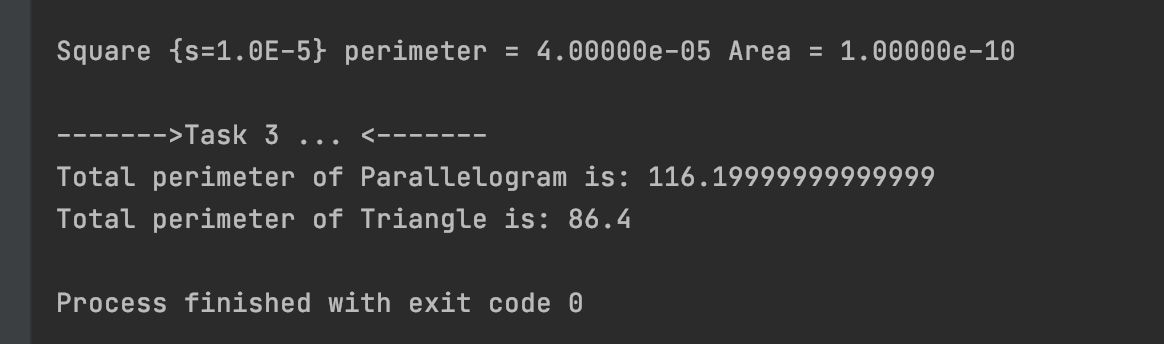 Square {s=1.0E-5} perimeter = 4.00000e-05 Area = 1.00000e-10
------->Task 3 ... <-------
Total perimeter of Parallelogram is: 116.19999999999999
Total perimeter of Triangle is: 86.4
Process finished with exit code 0